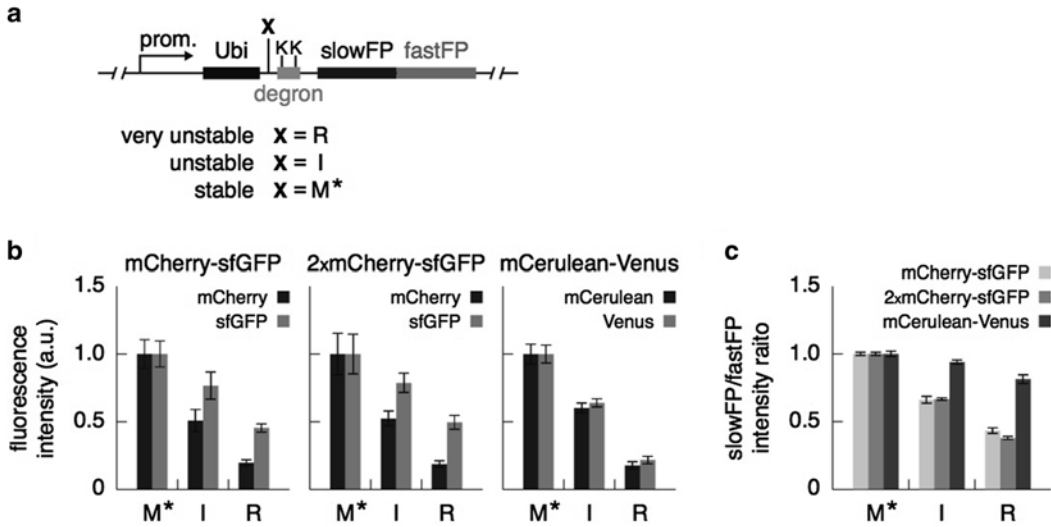 a
prom.
Ubi
X
KK
degron
slowFP
fastFP
very unstable X = R
unstable X = I
stable X = M*
b
mCherry-sfGFP
2xmCherry-sfGFP
mCerulean-Venus
fluorescence
intensity (a.u.)
1.5
1.0
0.5
0
mCherry
sfGFP
M* I R
mCherry
sfGFP
M* I R
mCerulean
Venus
M* I R
c
slowFP/fastFP
intensity raito
1.5
1.0
0.5
0
mCherry-sfGFP
2xmCherry-sfGFP
mCerulean-Venus
M* I R